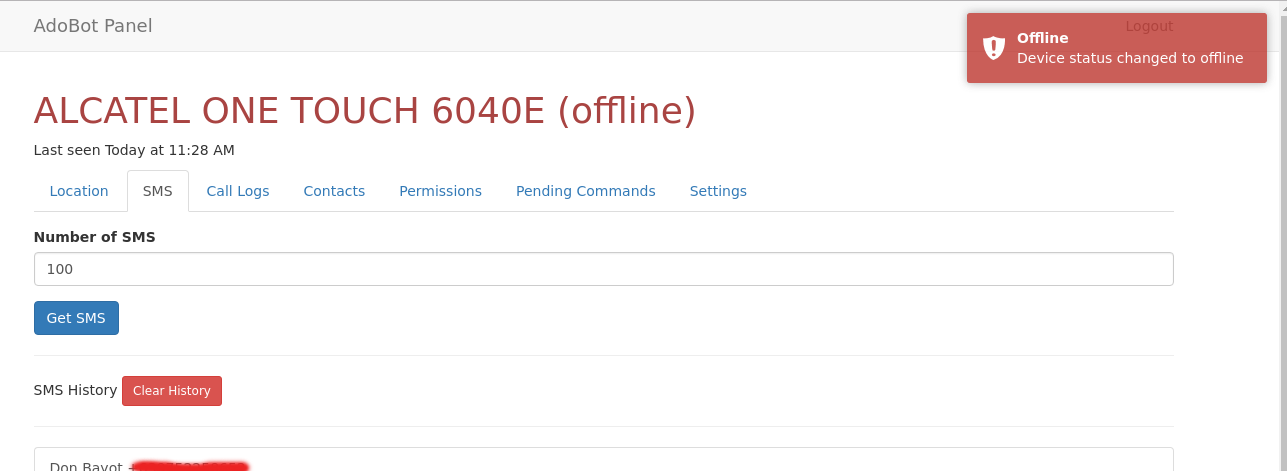 AdoBot Panel
Logout
Offline
Device status changed to offline
ALCATEL ONE TOUCH 6040E (offline)
Last seen Today at 11:28 AM
Location SMS Call Logs Contacts Permissions Pending Commands Settings
Number of SMS
100
Get SMS
SMS History Clear History
Don Bayot